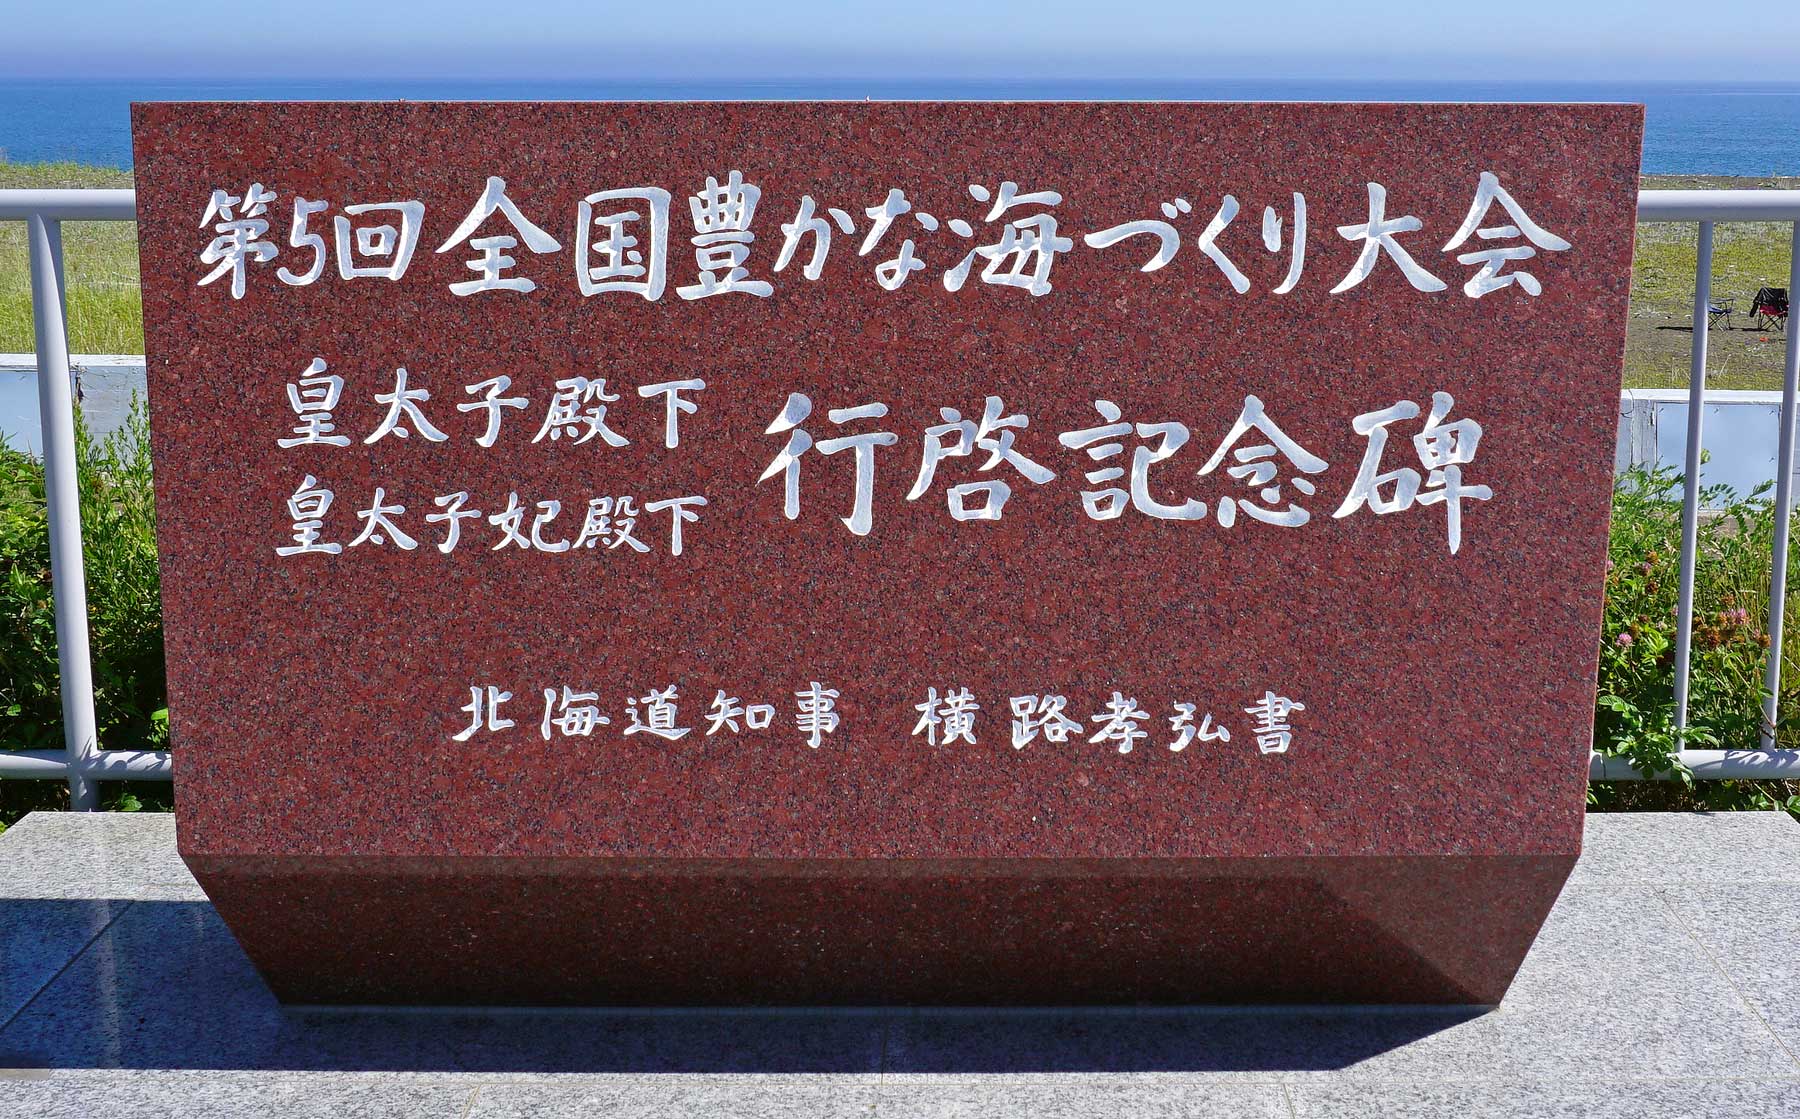 第5回全国豊かな海づくり大会
皇太子殿下
皇太子妃殿下
行啓記念碑
北海道知事 横路孝弘書